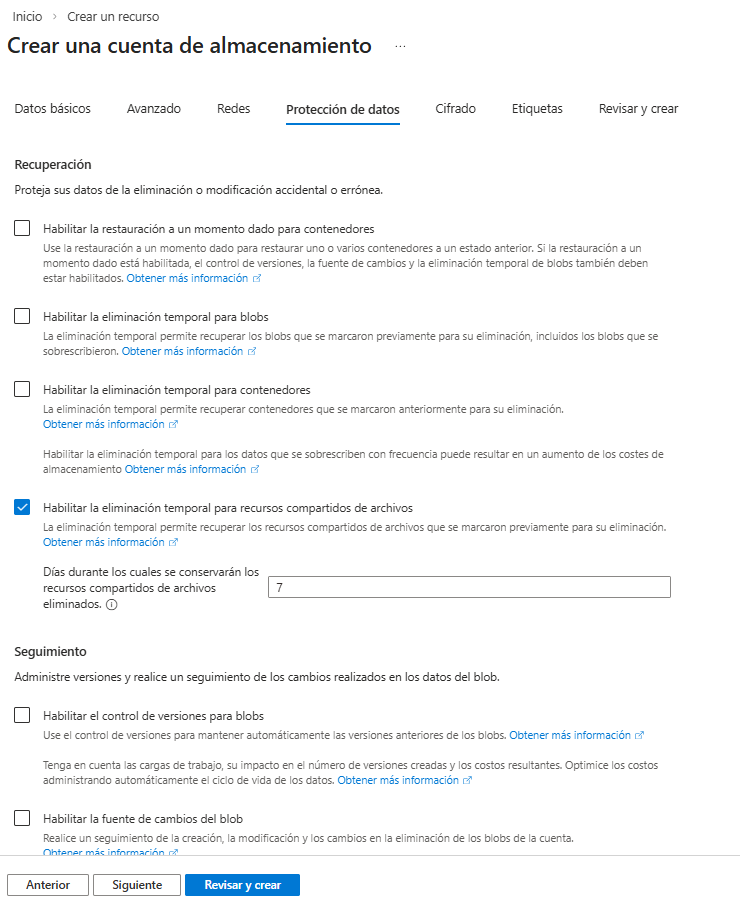 Inicio > Crear un recurso
Crear una cuenta de almacenamiento ...
Datos básicos Avanzado Redes Protección de datos Cifrado Etiquetas Revisar y crear
Recuperación
Proteja sus datos de la eliminación o modificación accidental o errónea.
Habilitar la restauración a un momento dado para contenedores
Use la restauración a un momento dado para restaurar uno o varios contenedores a un estado anterior. Si la restauración a un
momento dado está habilitada, el control de versiones, la fuente de cambios y la eliminación temporal de blobs también deben
estar habilitados. Obtener más información
Habilitar la eliminación temporal para blobs
La eliminación temporal permite recuperar los blobs que se marcaron previamente para su eliminación, incluidos los blobs que se
sobrescribieron. Obtener más información
Habilitar la eliminación temporal para contenedores
La eliminación temporal permite recuperar contenedores que se marcaron anteriormente para su eliminación.
Obtener más información
Habilitar la eliminación temporal para los datos que se sobrescriben con frecuencia puede resultar en un aumento de los costes de
almacenamiento Obtener más información
Habilitar la eliminación temporal para recursos compartidos de archivos
La eliminación temporal permite recuperar los recursos compartidos de archivos que se marcaron previamente para su eliminación.
Obtener más información
Días durante los cuales se conservarán los
recursos compartidos de archivos
eliminados.
7
Seguimiento
Administre versiones y realice un seguimiento de los cambios realizados en los datos del blob.
Habilitar el control de versiones para blobs
Use el control de versiones para mantener automáticamente las versiones anteriores de los blobs. Obtener más información
Tenga en cuenta las cargas de trabajo, su impacto en el número de versiones creadas y los costos resultantes. Optimice los costos
administrando automáticamente el ciclo de vida de los datos. Obtener más información
Habilitar la fuente de cambios del blob
Realice un seguimiento de la creación, la modificación y los cambios en la eliminación de los blobs de la cuenta.
Obtener más información
Anterior Siguiente Revisar y crear